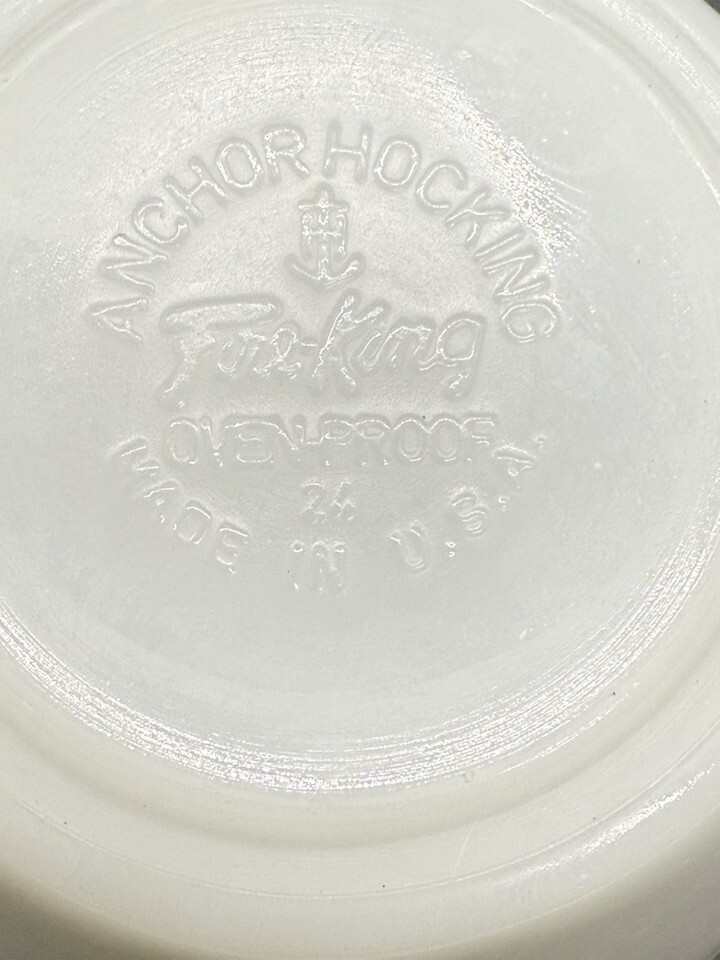 ANCHOR HOCKING
Fire-King
OVEN-PROOF
24
MADE IN U.S.A.